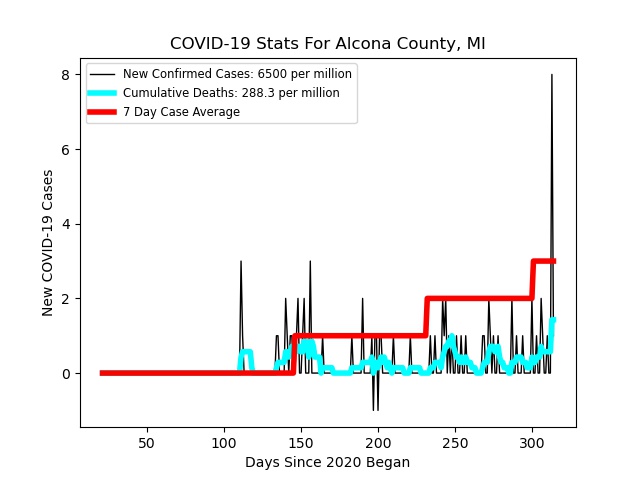 COVID-19 Stats For Alcona County, MI
New Confirmed Cases: 6500 per million
Cumulative Deaths: 288.3 per million
7 Day Case Average
New COVID-19 Cases
8
6
4
2
0
50 100 150 200 250 300
Days Since 2020 Began